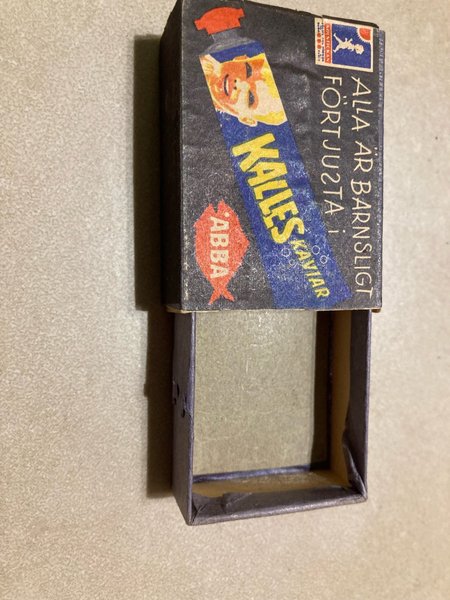 ALLA ÄR BARNSLIGT
FÖRTJUSTA i
KALLES
KAVIAR
ABBA